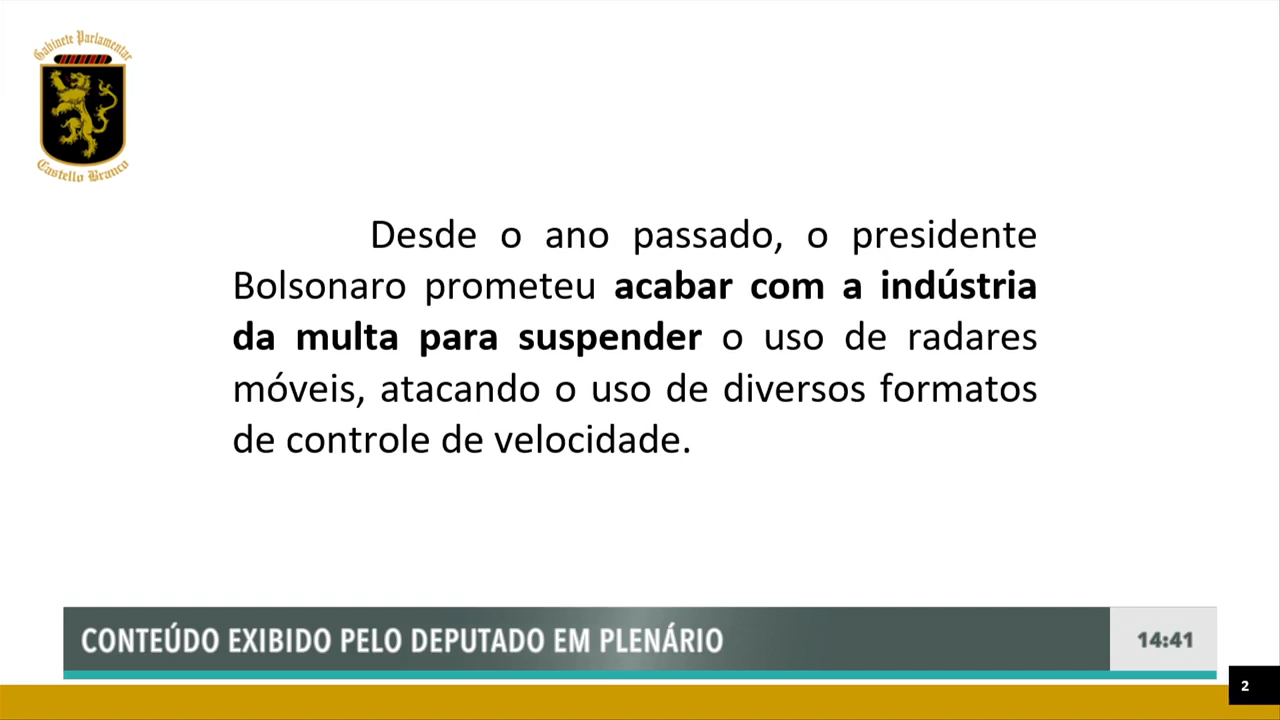 Gabinete Parlamentar
Castello Branco
Desde o ano passado, o presidente
Bolsonaro prometeu acabar com a indústria
da multa para suspender o uso de radares
móveis, atacando o uso de diversos formatos
de controle de velocidade.
CONTEÚDO EXIBIDO PELO DEPUTADO EM PLENÁRIO
14:41
2